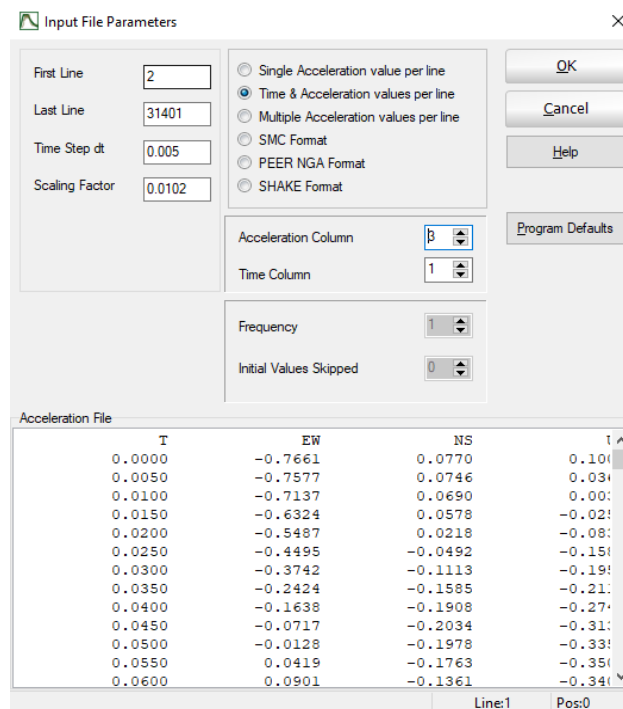 Input File Parameters
First Line 2
Last Line 31401
Time Step dt 0.005
Scaling Factor 0.0102
Single Acceleration value per line
Time & Acceleration values per line
Multiple Acceleration values per line
SMC Format
PEER NGA Format
SHAKE Format
OK
Cancel
Help
Program Defaults
Acceleration Column 3
Time Column 1
Frequency 1
Initial Values Skipped 0
Acceleration File
T EW NS
0.0000 -0.7661 0.0770
0.0050 -0.7577 0.0746
0.0100 -0.7137 0.0690
0.0150 -0.6324 0.0578
0.0200 -0.5487 0.0218
0.0250 -0.4495 -0.0492
0.0300 -0.3742 -0.1113
0.0350 -0.2424 -0.1585
0.0400 -0.1638 -0.1908
0.0450 -0.0717 -0.2034
0.0500 -0.0128 -0.1978
0.0550 0.0419 -0.1763
0.0600 0.0901 -0.1361
Line:1 Pos:0